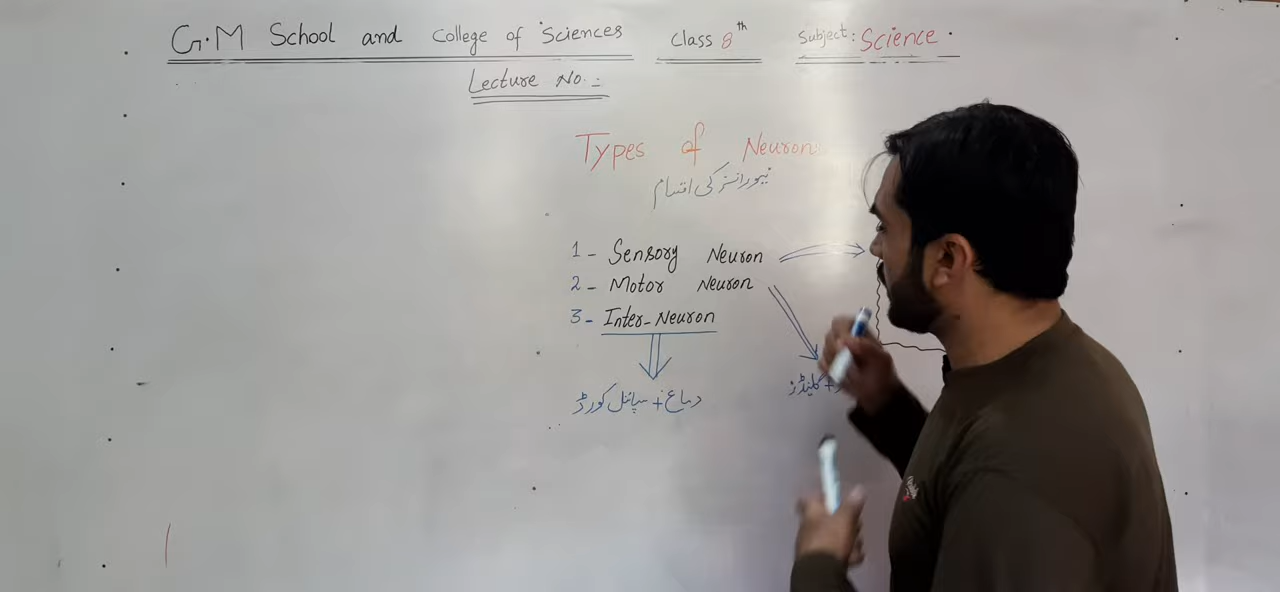 G.M School and College of Sciences Class 8th Subject: Science.
Lecture No:-
Types of Neurons
نیورانز کی اقسام
1- Sensory Neuron
2- Motor Neuron
3- Inter-Neuron
دماغ + سپائنل کورڈ
+ گلینڈز